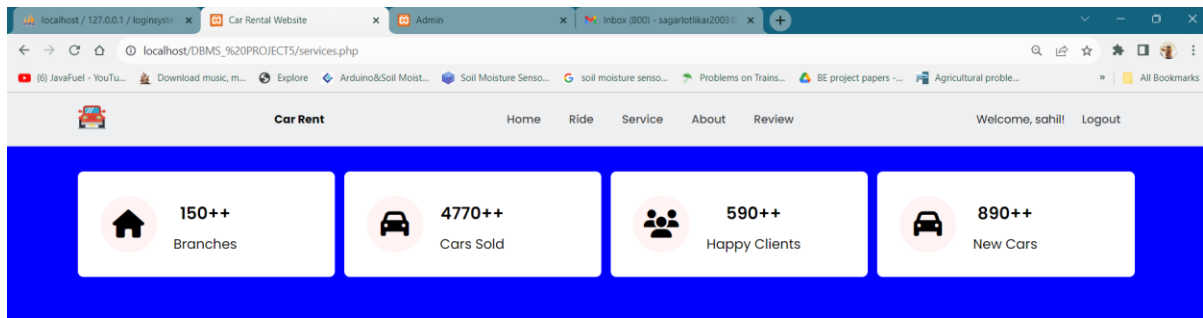 localhost / 127.0.0.1 / loginsyste
Car Rental Website
Admin
Inbox (800) - sagarlotlikar2003@
localhost/DBMS_%20PROJECT5/services.php
(6) JavaFuel - YouTu...
Download music, m...
Explore
Arduino&Soil Moist...
Soil Moisture Senso...
soil moisture senso...
Problems on Trains...
BE project papers -...
Agricultural proble...
»
All Bookmarks
Car Rent
Home
Ride
Service
About
Review
Welcome, sahil!
Logout
150++
Branches
4770++
Cars Sold
590++
Happy Clients
890++
New Cars